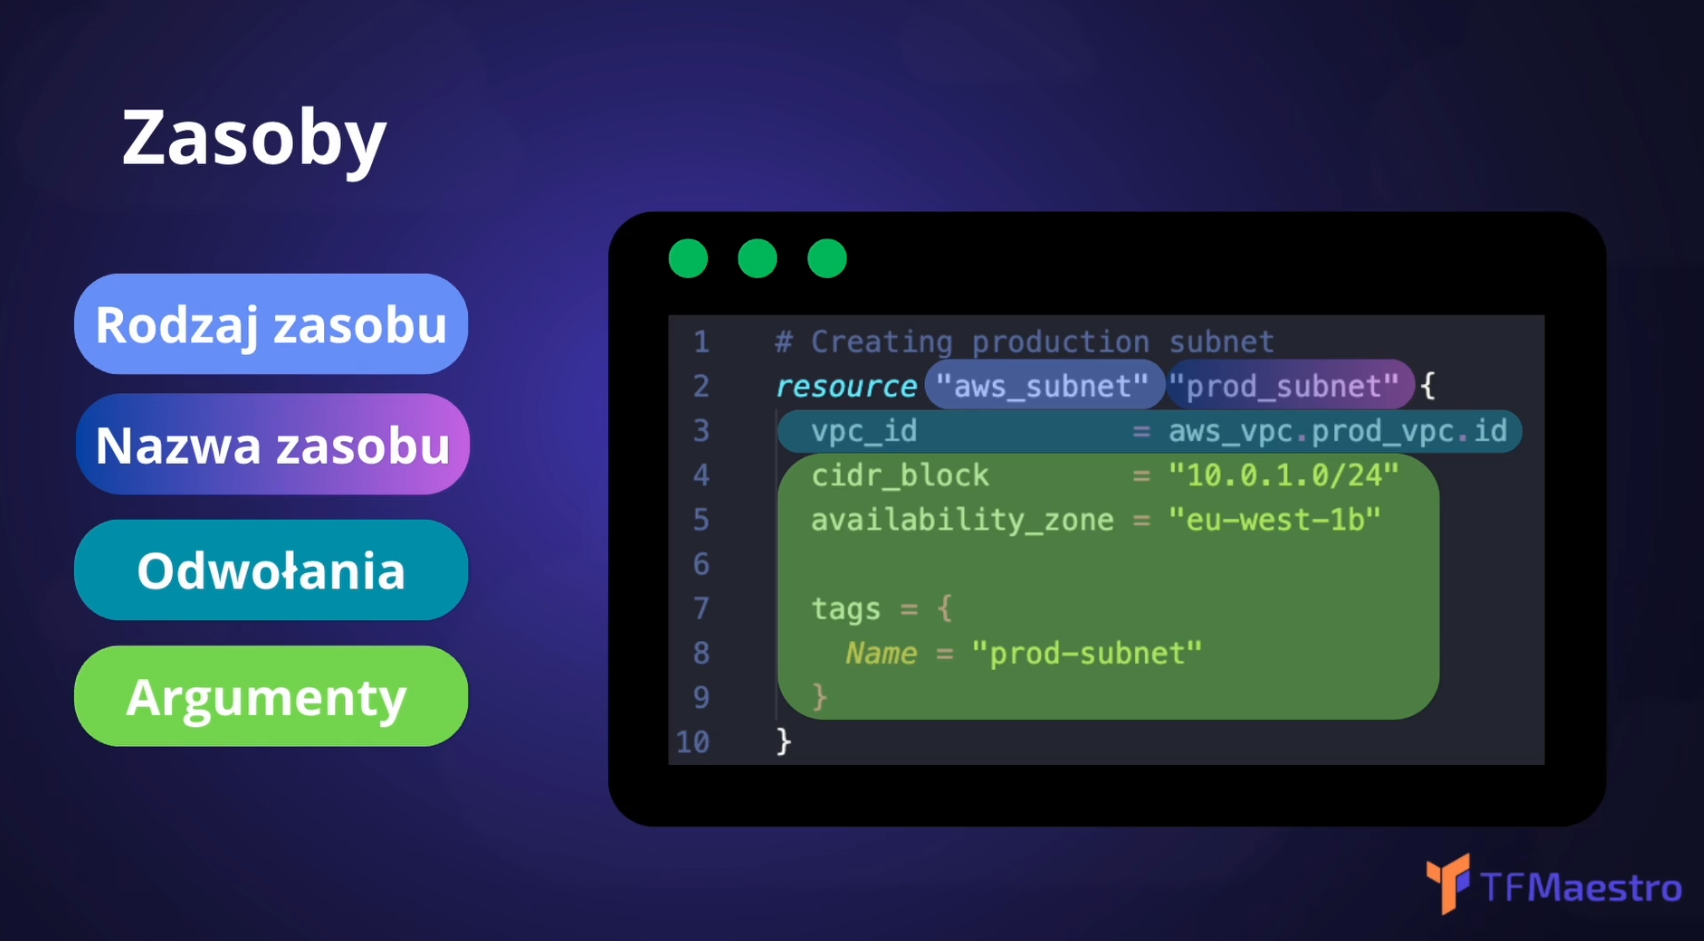 Zasoby
Rodzaj zasobu
Nazwa zasobu
Odwołania
Argumenty
1 # Creating production subnet
2 resource "aws_subnet" "prod_subnet" {
3 vpc_id = aws_vpc.prod_vpc.id
4 cidr_block = "10.0.1.0/24"
5 availability_zone = "eu-west-1b"
6
7 tags = {
8 Name = "prod-subnet"
9 }
10 }
TFMaestro